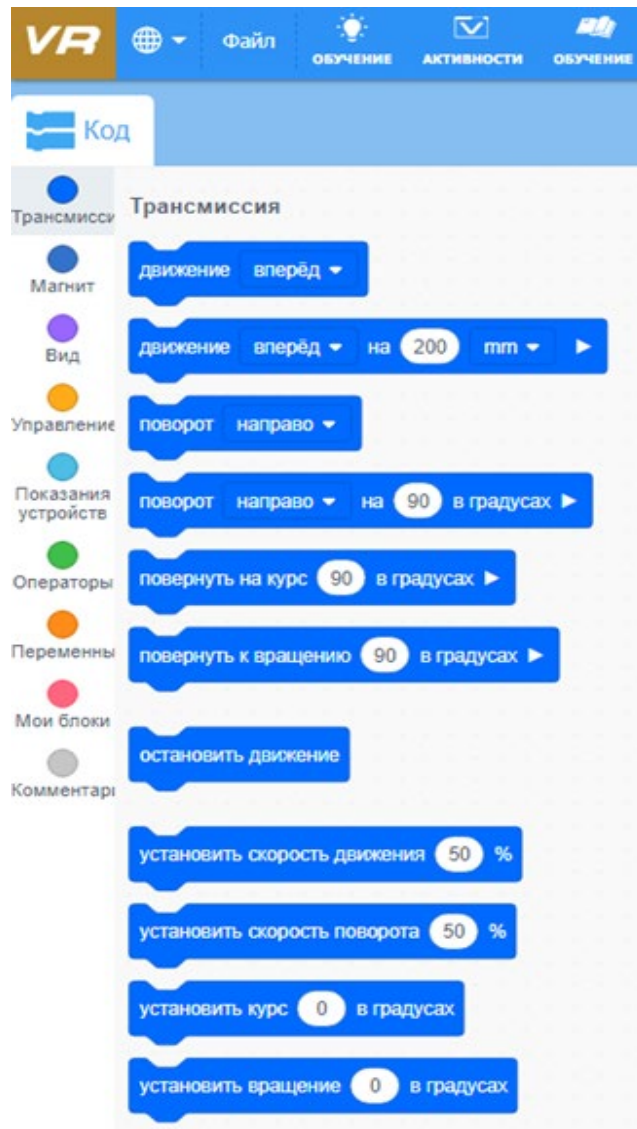 VR
Файл
ОБУЧЕНИЕ
АКТИВНОСТИ
ОБУЧЕНИЕ
Код
Трансмисси
Магнит
Вид
Управление
Показания
устройств
Операторы
Переменны
Мои блоки
Комментари
Трансмиссия
движение вперёд
движение вперёд на 200 mm
поворот направо
поворот направо на 90 в градусах
повернуть на курс 90 в градусах
повернуть к вращению 90 в градусах
остановить движение
установить скорость движения 50 %
установить скорость поворота 50 %
установить курс 0 в градусах
установить вращение 0 в градусах